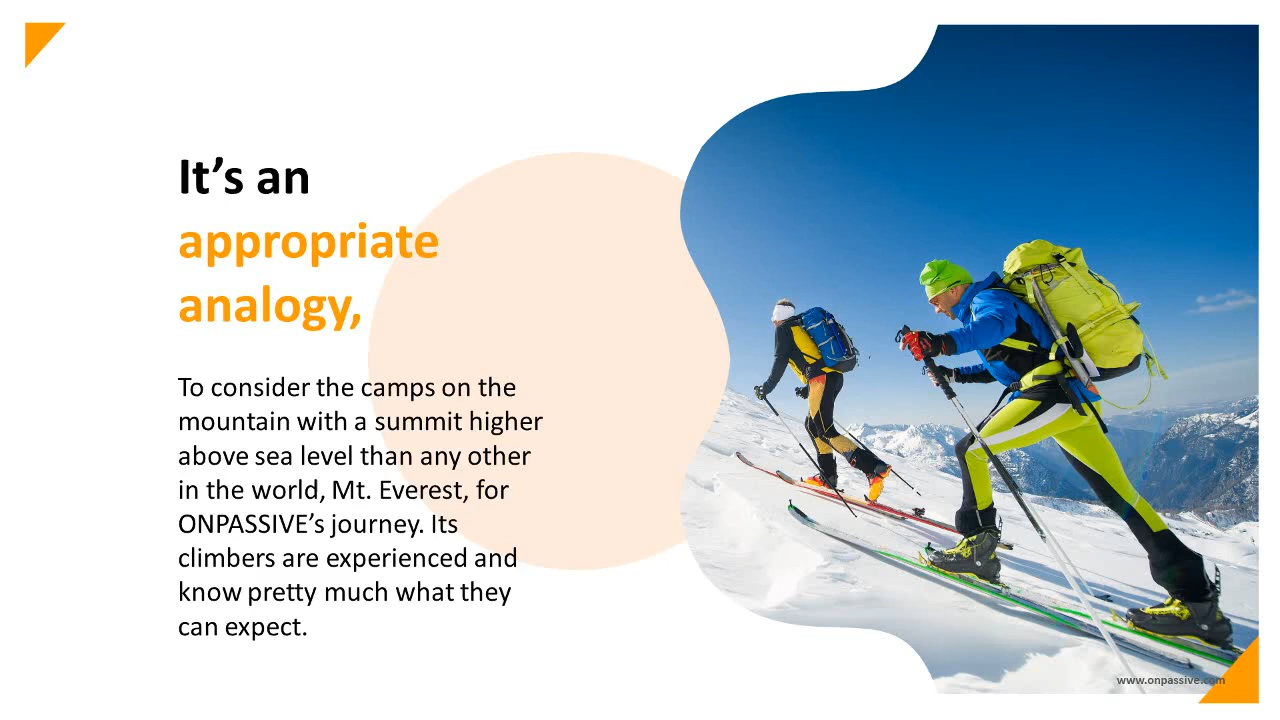 It’s an
appropriate
analogy,
To consider the camps on the
mountain with a summit higher
above sea level than any other
in the world, Mt. Everest, for
ONPASSIVE’s journey. Its
climbers are experienced and
know pretty much what they
can expect.
www.onpassive.com